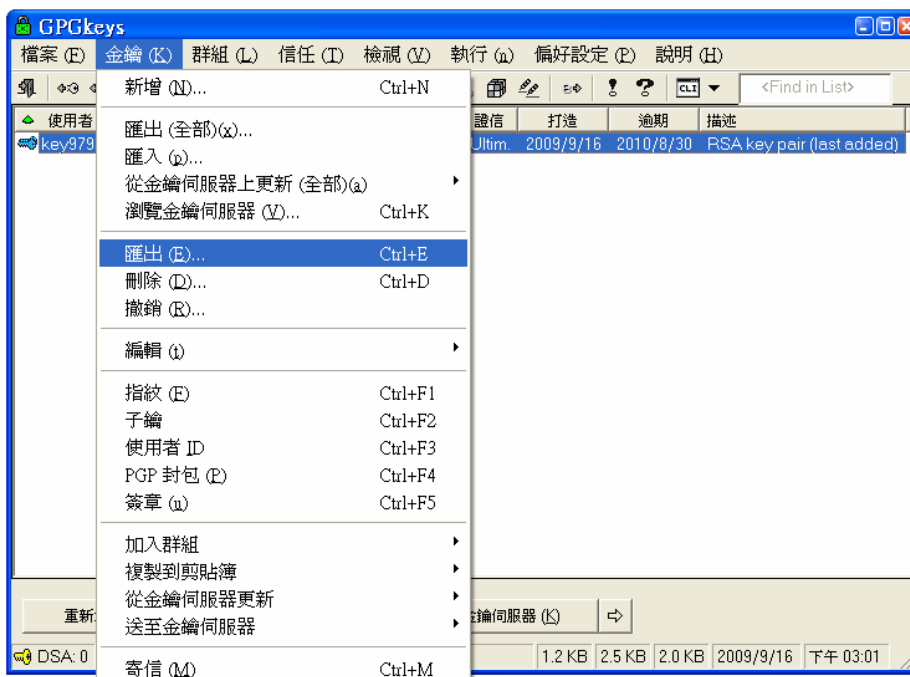 GPGkeys
檔案 (F) 金鑰 (K) 群組 (L) 信任 (T) 檢視 (V) 執行 (n) 偏好設定 (P) 說明 (H)
CLI <Find in List>
使用者 證信 打造 逾期 描述
key979 Ultim. 2009/9/16 2010/8/30 RSA key pair (last added)
新增 (N)... Ctrl+N
匯出 (全部)(x)...
匯入 (p)...
從金鑰伺服器上更新 (全部)(a)
瀏覽金鑰伺服器 (V)... Ctrl+K
匯出 (E)... Ctrl+E
刪除 (D)... Ctrl+D
撤銷 (R)...
編輯 (t)
指紋 (F) Ctrl+F1
子鑰 Ctrl+F2
使用者 ID Ctrl+F3
PGP 封包 (P) Ctrl+F4
簽章 (u) Ctrl+F5
加入群組
複製到剪貼簿
從金鑰伺服器更新
送至金鑰伺服器
寄信 (M) Ctrl+M
重新 鑰伺服器 (K)
DSA: 0 1.2 KB 2.5 KB 2.0 KB 2009/9/16 下午 03:01